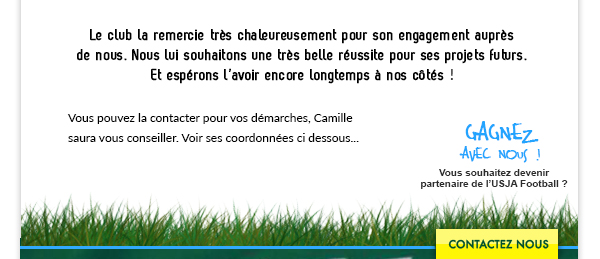 Le club la remercie très chaleureusement pour son engagement auprès
de nous. Nous lui souhaitons une très belle réussite pour ses projets futurs.
Et espérons l'avoir encore longtemps à nos côtés !
Vous pouvez la contacter pour vos démarches, Camille
saura vous conseiller. Voir ses coordonnées ci dessous...
GAGNEZ
AVEC NOUS !
Vous souhaitez devenir
partenaire de l'USJA Football ?
CONTACTEZ NOUS